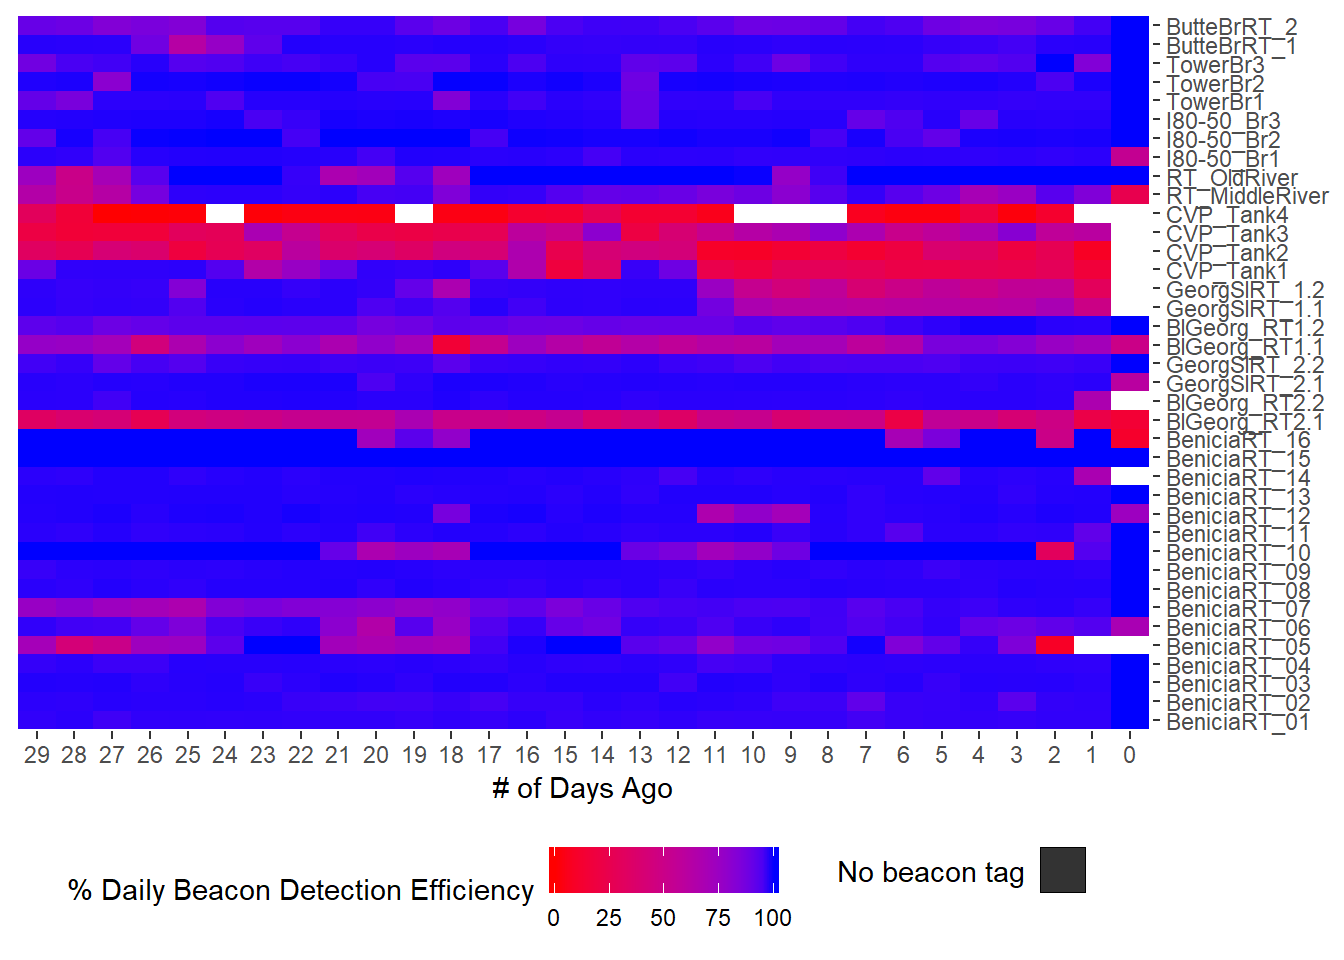 ButteBrRT_2
ButteBrRT_1
TowerBr3
TowerBr2
TowerBr1
I80-50_Br3
I80-50_Br2
I80-50_Br1
RT_OldRiver
RT_MiddleRiver
CVP_Tank4
CVP_Tank3
CVP_Tank2
CVP_Tank1
GeorgSlRT_1.2
GeorgSlRT_1.1
BlGeorg_RT1.2
BlGeorg_RT1.1
GeorgSlRT_2.2
GeorgSlRT_2.1
BlGeorg_RT2.2
BlGeorg_RT2.1
BeniciaRT_16
BeniciaRT_15
BeniciaRT_14
BeniciaRT_13
BeniciaRT_12
BeniciaRT_11
BeniciaRT_10
BeniciaRT_09
BeniciaRT_08
BeniciaRT_07
BeniciaRT_06
BeniciaRT_05
BeniciaRT_04
BeniciaRT_03
BeniciaRT_02
BeniciaRT_01
29 28 27 26 25 24 23 22 21 20 19 18 17 16 15 14 13 12 11 10 9 8 7 6 5 4 3 2 1 0
# of Days Ago
% Daily Beacon Detection Efficiency
0 25 50 75 100
No beacon tag